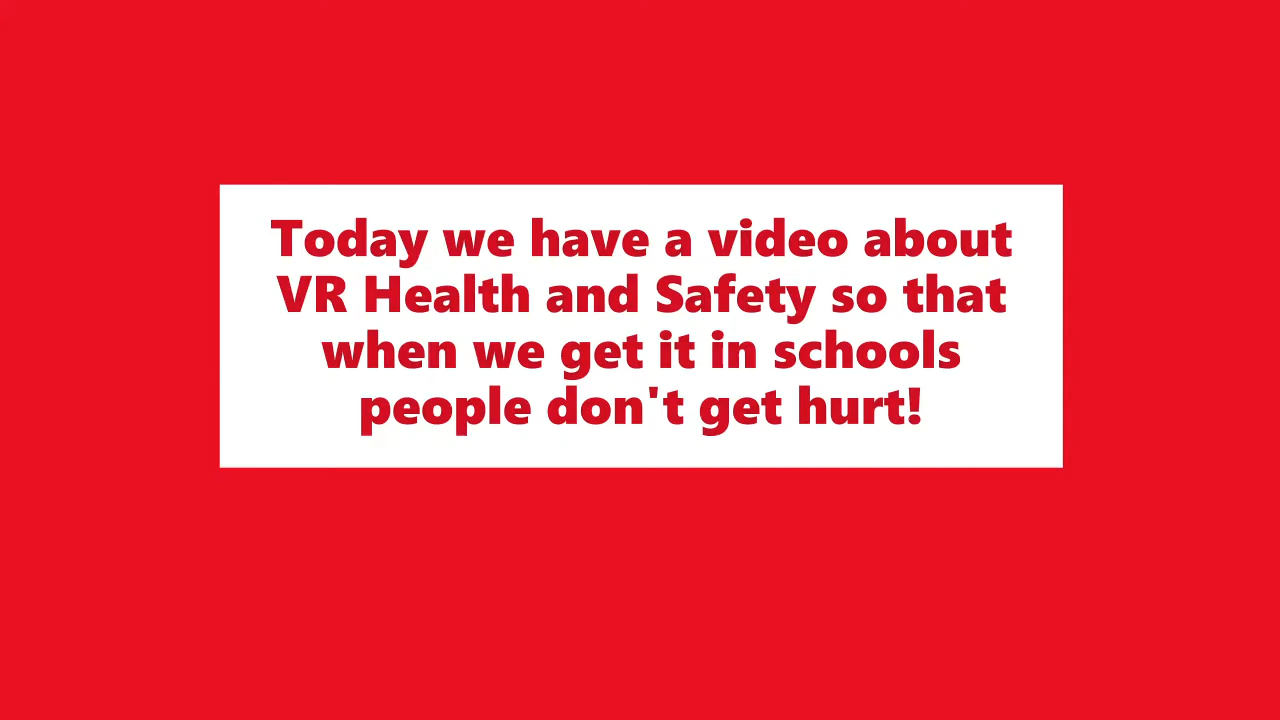 Today we have a video about
VR Health and Safety so that
when we get it in schools
people don't get hurt!